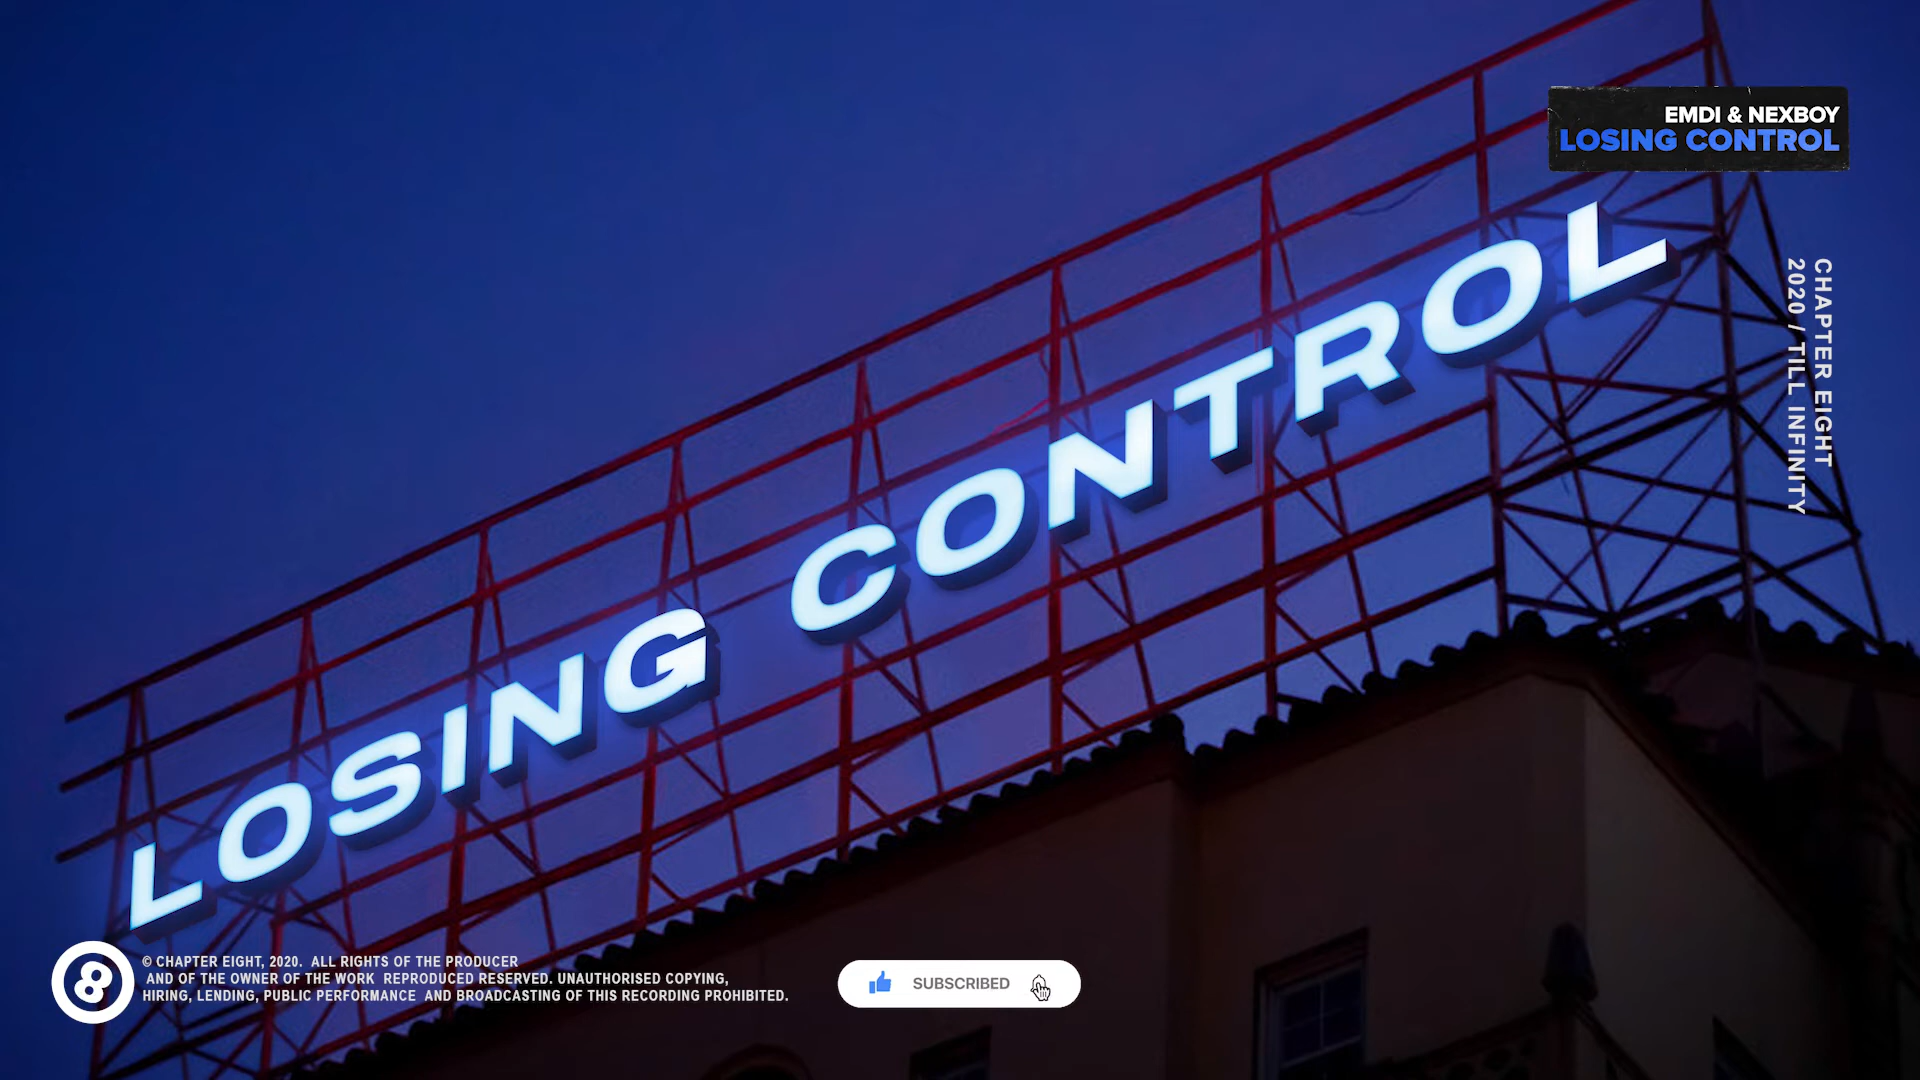 EMDI & NEXBOY
LOSING CONTROL
LOSING CONTROL
CHAPTER EIGHT
2020 / TILL INFINITY
8
© CHAPTER EIGHT, 2020. ALL RIGHTS OF THE PRODUCER
AND OF THE OWNER OF THE WORK REPRODUCED RESERVED. UNAUTHORISED COPYING,
HIRING, LENDING, PUBLIC PERFORMANCE AND BROADCASTING OF THIS RECORDING PROHIBITED.
SUBSCRIBED